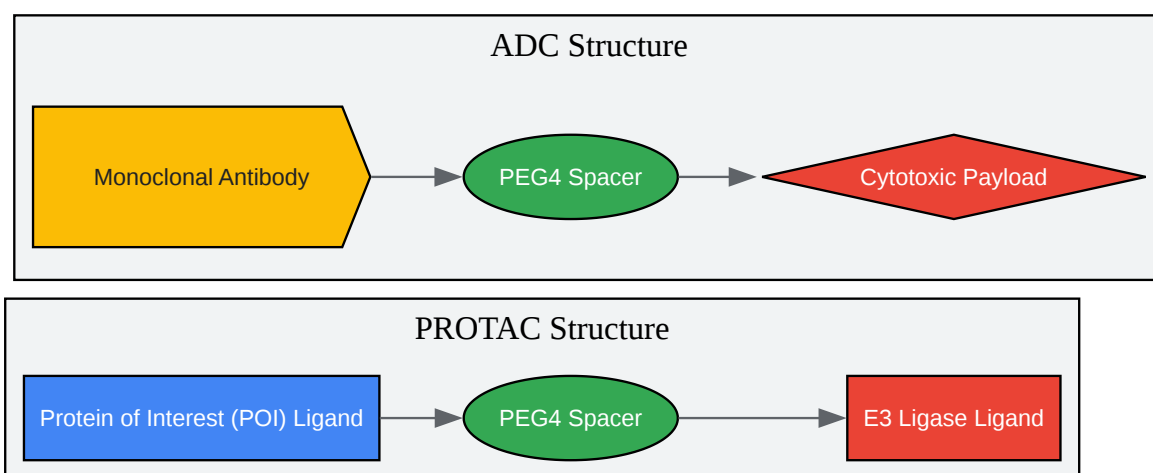 ADC Structure
Monoclonal Antibody
PEG4 Spacer
Cytotoxic Payload
PROTAC Structure
Protein of Interest (POI) Ligand
PEG4 Spacer
E3 Ligase Ligand